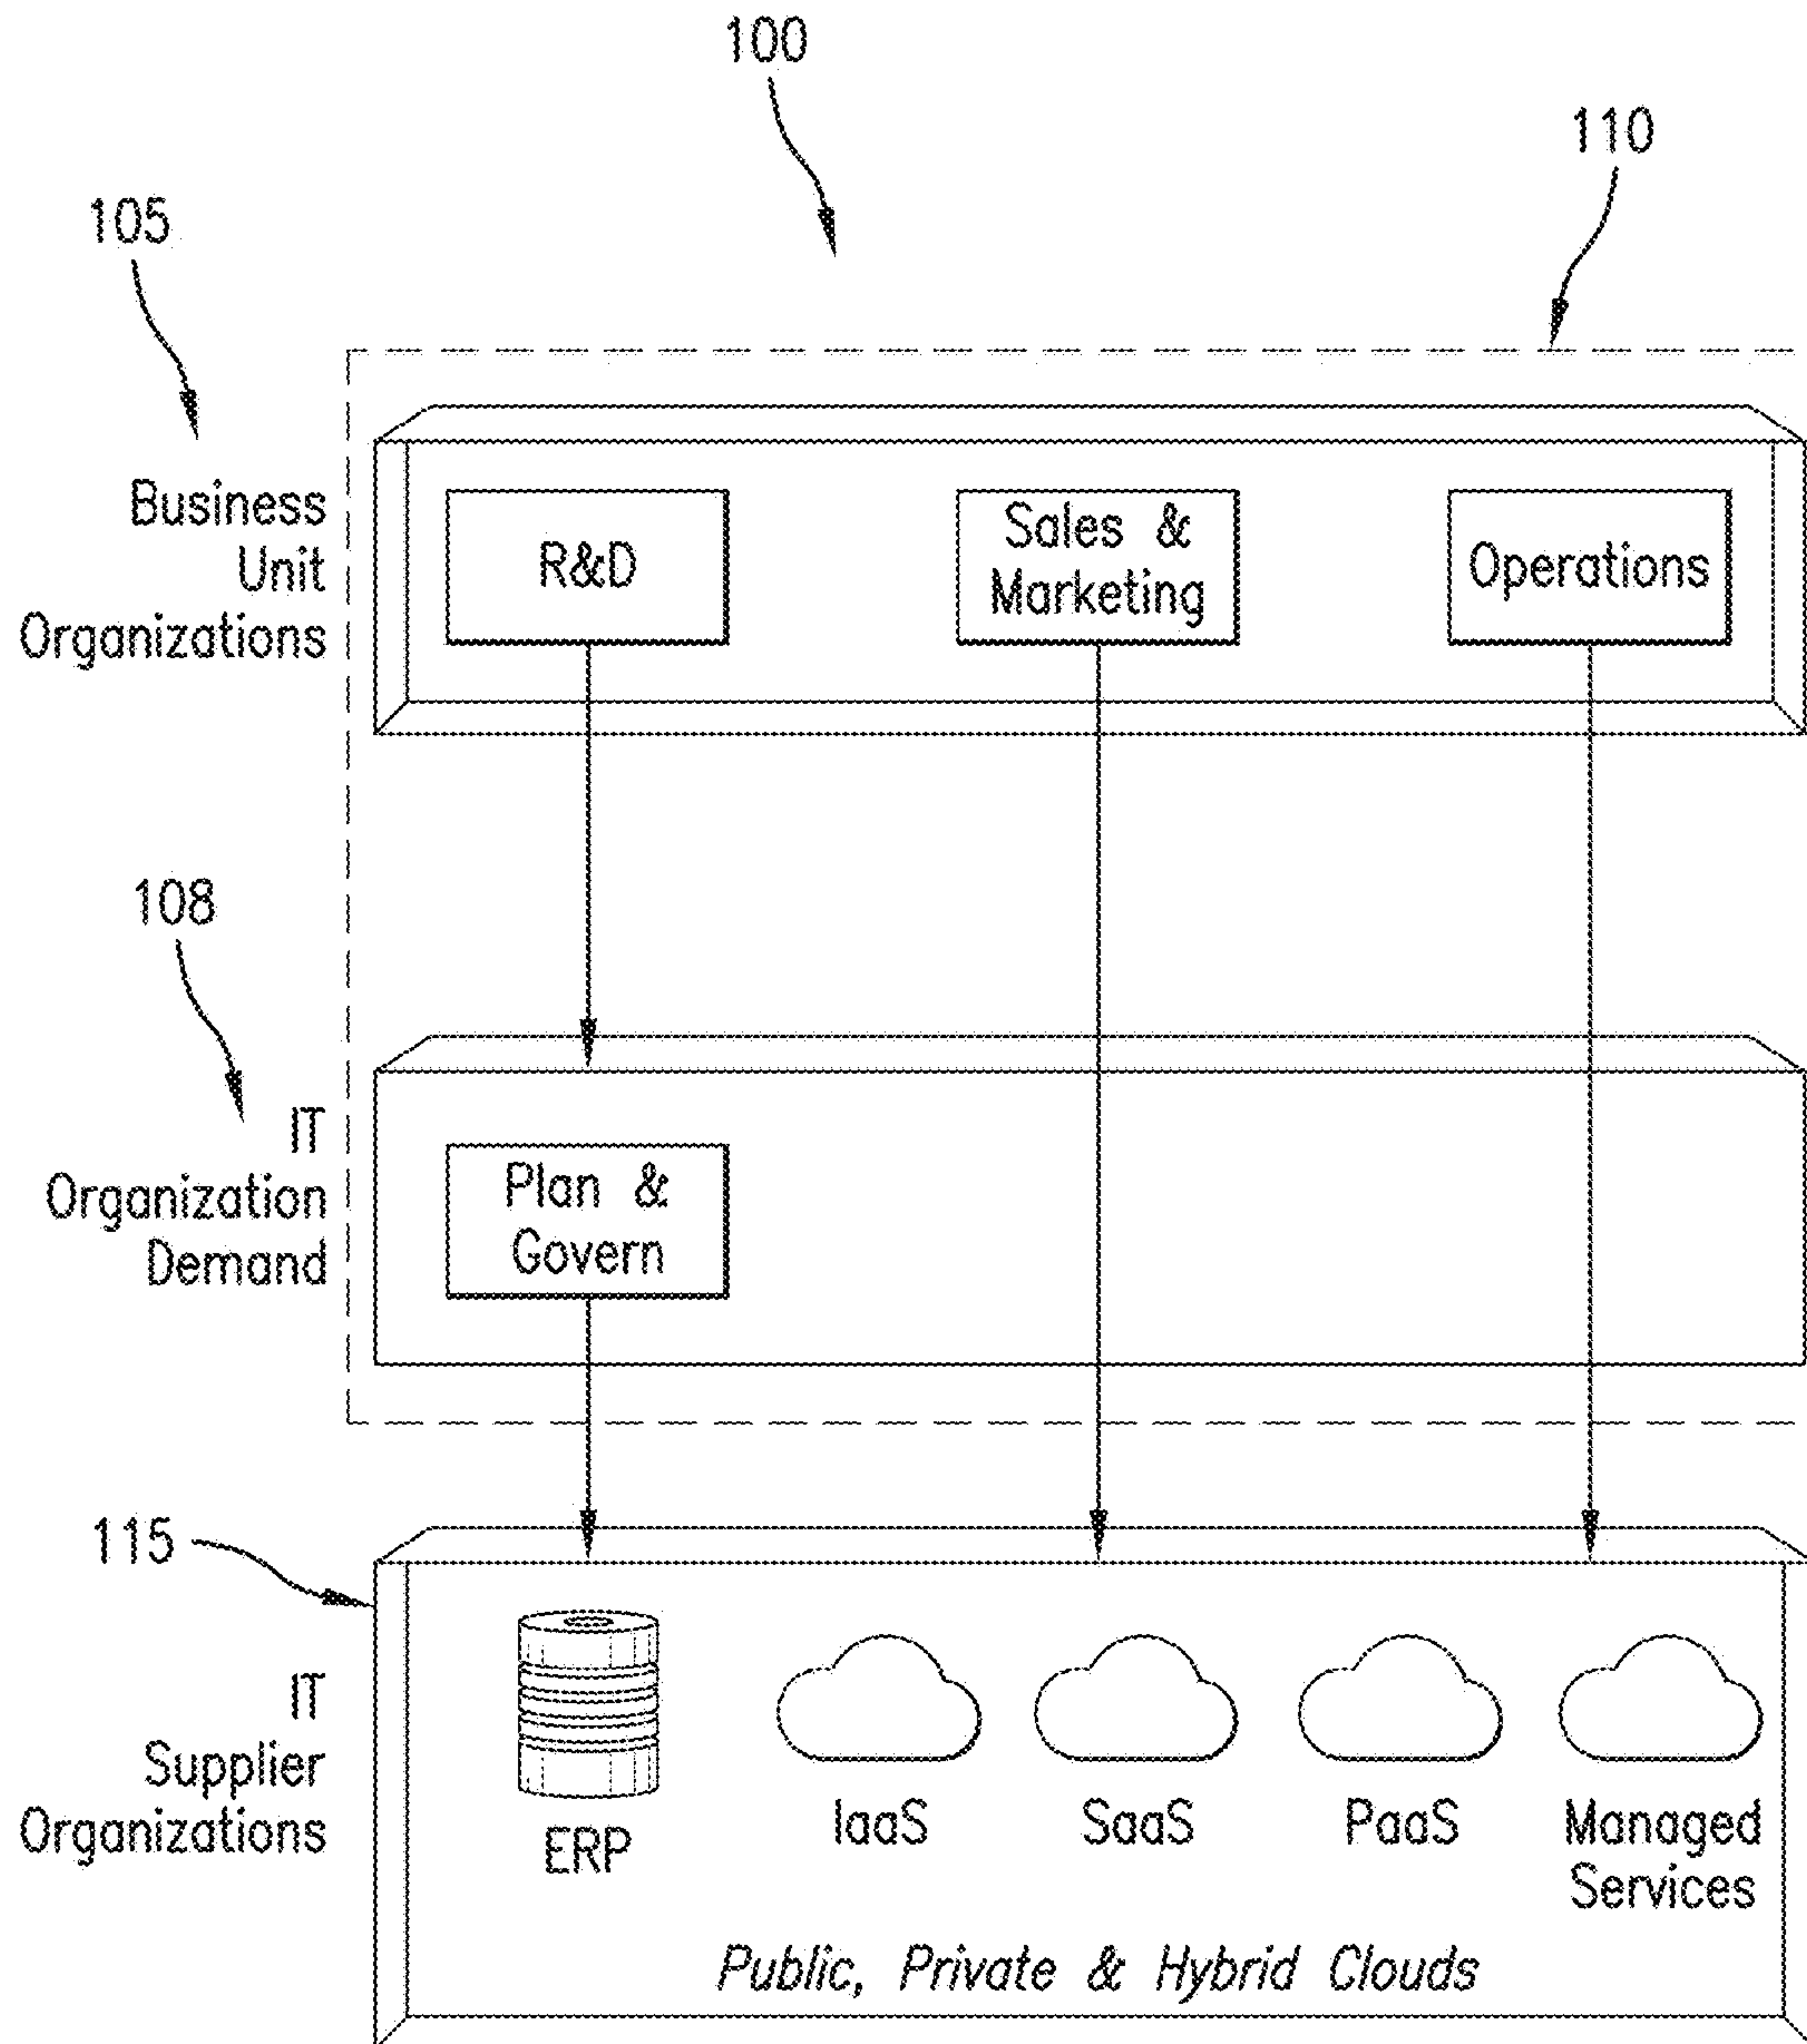 100
110
105
Business
Unit
Organizations
R&D
Sales &
Marketing
Operations
108
IT
Organization
Demand
Plan &
Govern
115
IT
Supplier
Organizations
ERP
IaaS
SaaS
PaaS
Managed
Services
Public, Private & Hybrid Clouds